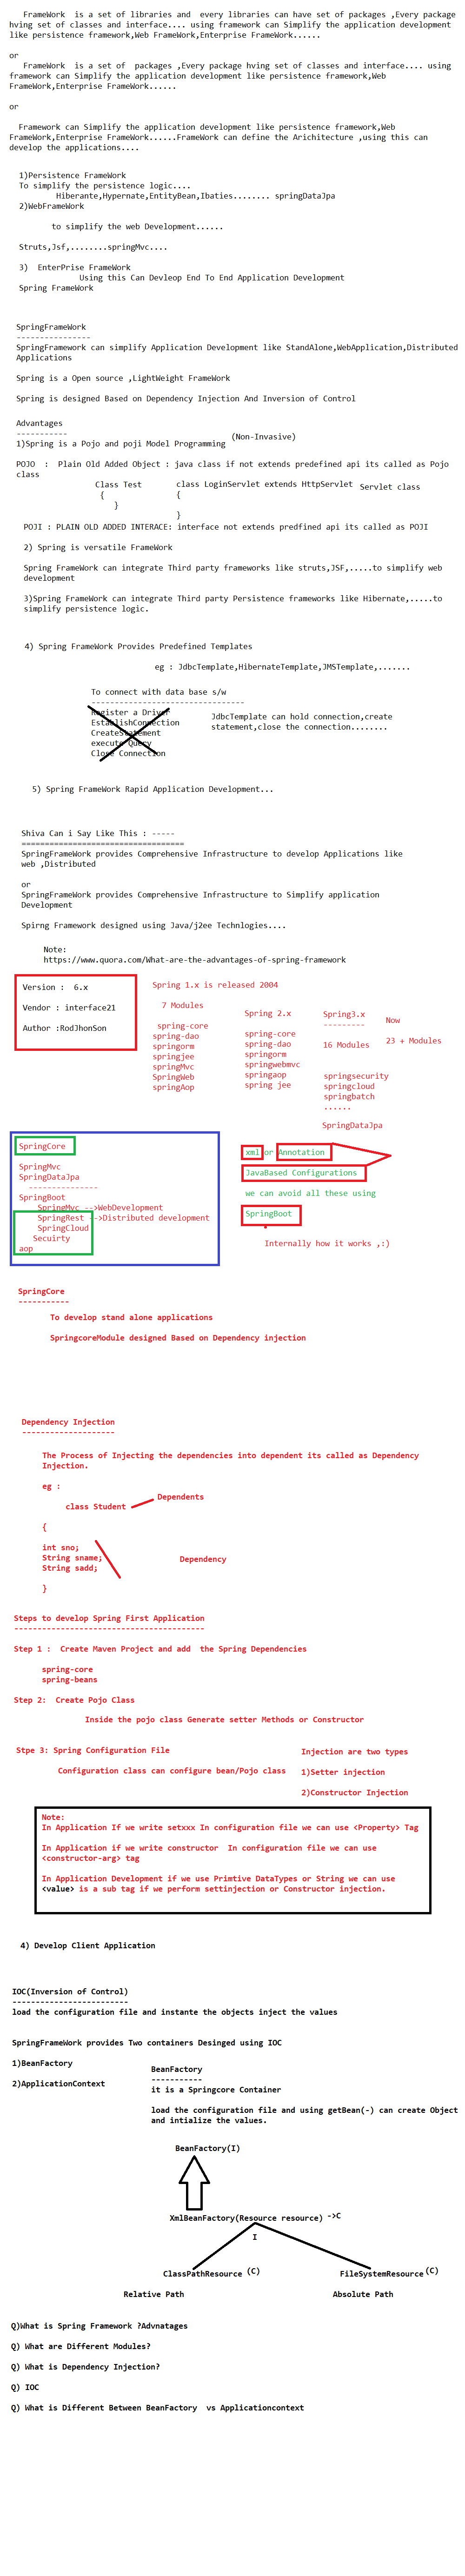 FrameWork  is a set of libraries and  every libraries can have set of packages ,Every package
hving set of classes and interface.... using framework can Simplify the application development
like persistence framework,Web FrameWork,Enterprise FrameWork......
or
FrameWork  is a set of  packages ,Every package hving set of classes and interface.... using
framework can Simplify the application development like persistence framework,Web
FrameWork,Enterprise FrameWork......
or
Framework can Simplify the application development like persistence framework,Web
FrameWork,Enterprise FrameWork......FrameWork can define the Arichitecture ,using this can
develop the applications....
1)Persistence FrameWork
To simplify the persistence logic....
Hiberante,Hypernate,EntityBean,Ibaties........ springDataJpa
2)WebFrameWork
to simplify the web Development......
Struts,Jsf,........springMvc....
3)  EnterPrise FrameWork
Using this Can Devleop End To End Application Development
Spring FrameWork
SpringFrameWork
----------------
SpringFramework can simplify Application Development like StandAlone,WebApplication,Distributed
Applications
Spring is a Open source ,LightWeight FrameWork
Spring is designed Based on Dependency Injection And Inversion of Control
Advantages
-----------
1)Spring is a Pojo and poji Model Programming (Non-Invasive)
POJO  :  Plain Old Added Object : java class if not extends predefined api its called as Pojo
class
Class Test
{
}
class LoginServlet extends HttpServlet Servlet class
{
}
POJI : PLAIN OLD ADDED INTERACE: interface not extends predfined api its called as POJI
2) Spring is versatile FrameWork
Spring FrameWork can integrate Third party frameworks like struts,JSF,.....to simplify web
development
3)Spring FrameWork can integrate Third party Persistence frameworks like Hibernate,.....to
simplify persistence logic.
4) Spring FrameWork Provides Predefined Templates
eg : JdbcTemplate,HibernateTemplate,JMSTemplate,.......
To connect with data base s/w
---------------------------------
Register a Driver
EstablishConnection
CreateStatement
execute Query
Close Connection
JdbcTemplate can hold connection,create
statement,close the connection........
5) Spring FrameWork Rapid Application Development...
Shiva Can i Say Like This : -----
===================================
SpringFrameWork provides Comprehensive Infrastructure to develop Applications like
web ,Distributed
or
SpringFrameWork provides Comprehensive Infrastructure to Simplify application
Development
Spirng Framework designed using Java/j2ee Technlogies....
Note:
https://www.quora.com/What-are-the-advantages-of-spring-framework
Version :  6.x
Vendor : interface21
Author :RodJhonSon
Spring 1.x is released 2004
7 Modules
spring-core
spring-dao
springorm
springjee
springMvc
SpringWeb
springAop
Spring 2.x
spring-core
spring-dao
springorm
springwebmvc
springaop
spring jee
Spring3.x
---------
16 Modules
springsecurity
springcloud
springbatch
......
SpringDataJpa
Now
23 + Modules
SpringCore
SpringMvc
SpringDataJpa
---------------
SpringBoot
SpringMvc -->WebDevelopment
SpringRest -->Distributed development
SpringCloud
Secuirty
aop
xml or Annotation
JavaBased Configurations
we can avoid all these using
SpringBoot
Internally how it works ,:)
SpringCore
-----------
To develop stand alone applications
SpringcoreModule designed Based on Dependency injection
Dependency Injection
--------------------
The Process of Injecting the dependencies into dependent its called as Dependency
Injection.
eg :
class Student
Dependents
{
int sno;
String sname;
String sadd;
Dependency
}
Steps to develop Spring First Application
-----------------------------------------
Step 1 :  Create Maven Project and add  the Spring Dependencies
spring-core
spring-beans
Step 2:  Create Pojo Class
Inside the pojo class Generate setter Methods or Constructor
Stpe 3: Spring Configuration File
Configuration class can configure bean/Pojo class
Injection are two types
1)Setter injection
2)Constructor Injection
Note:
In Application If we write setxxx In configuration file we can use <Property> Tag
In Application if we write constructor  In configuration file we can use
<constructor-arg> tag
In Application Development if we use Primtive DataTypes or String we can use
<value> is a sub tag if we perform settinjection or Constructor injection.
4) Develop Client Application
IOC(Inversion of Control)
-------------------------
load the configuration file and instante the objects inject the values
SpringFrameWork provides Two containers Desinged using IOC
1)BeanFactory
2)ApplicationContext
BeanFactory
-----------
it is a Springcore Container
load the configuration file and using getBean(-) can create Object
and intialize the values.
BeanFactory(I)
XmlBeanFactory(Resource resource) ->C
I
ClassPathResource (C)
FileSystemResource (C)
Relative Path
Absolute Path
Q)What is Spring Framework ?Advnatages
Q) What are Different Modules?
Q) What is Dependency Injection?
Q) IOC
Q) What is Different Between BeanFactory  vs Applicationcontext